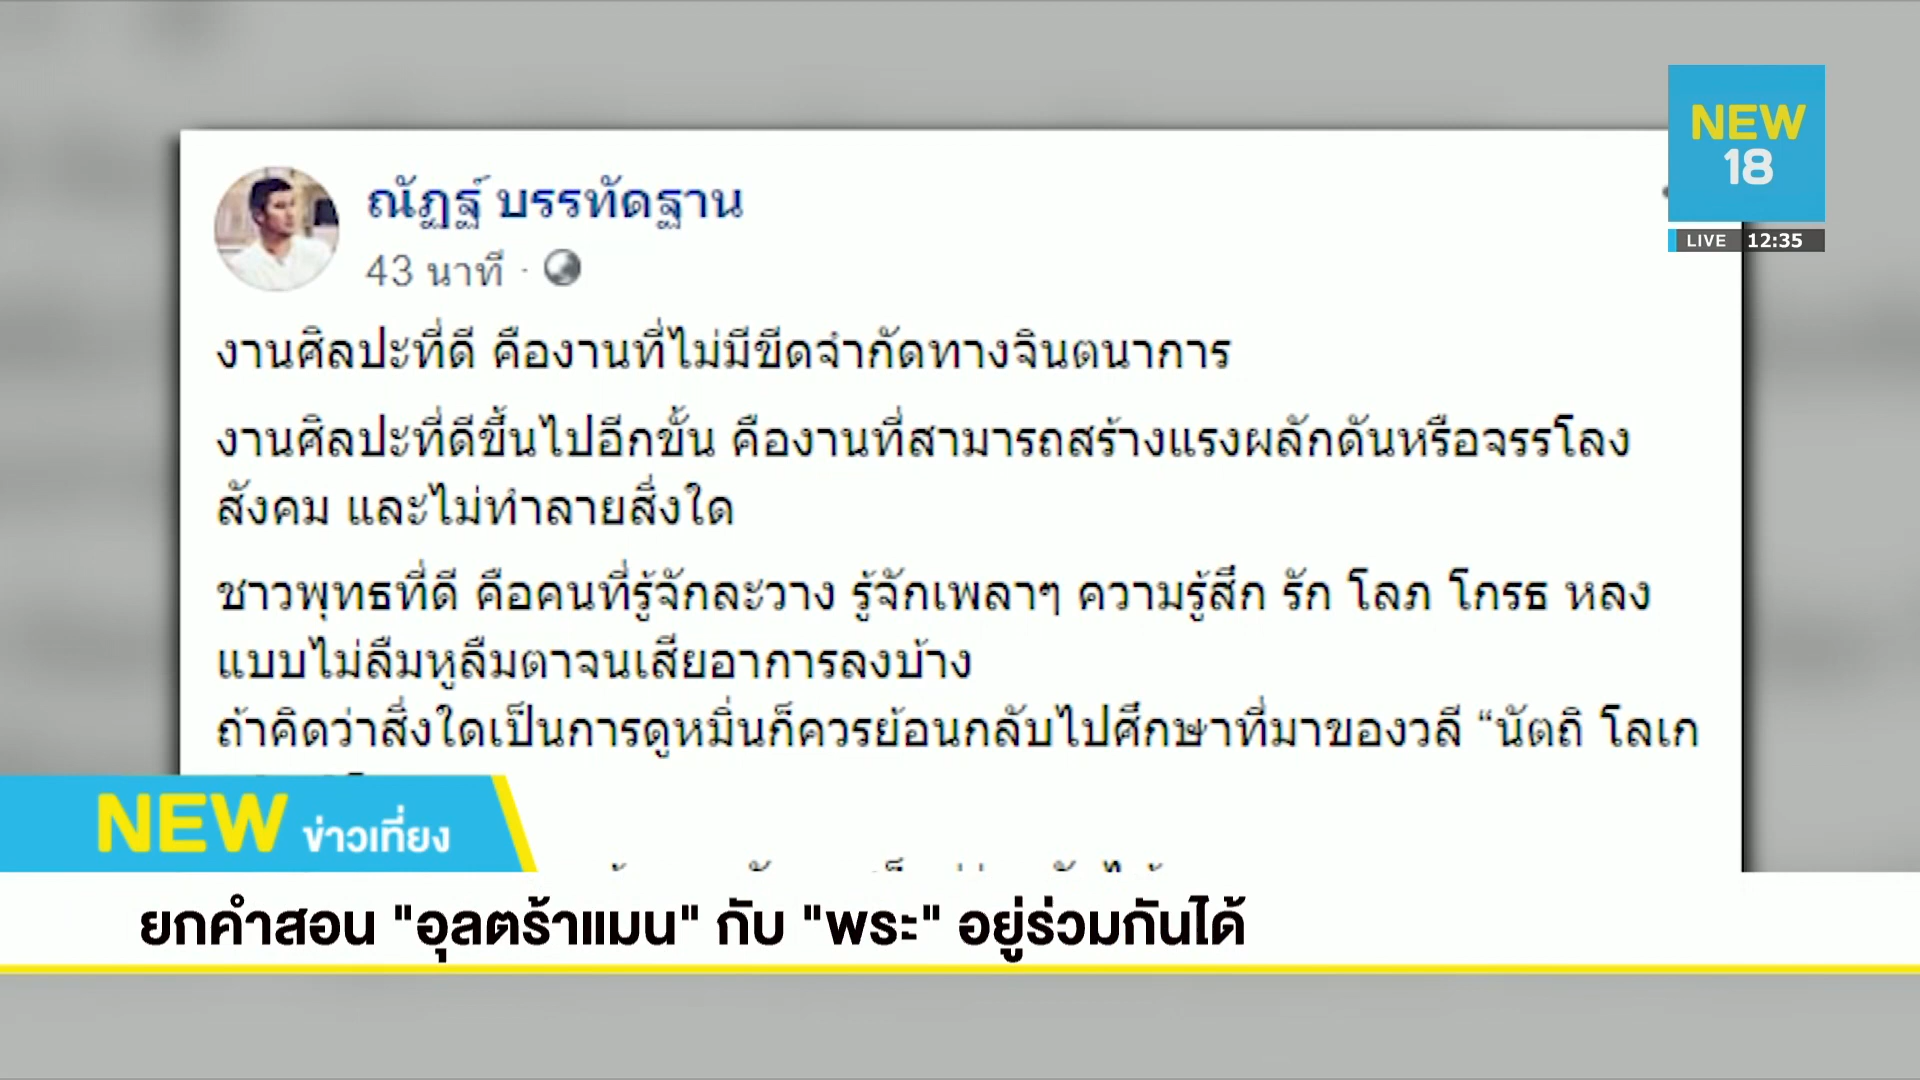 NEW
18
LIVE 12:35
ณัฏฐ์ บรรทัดฐาน
43 นาที ·
งานศิลปะที่ดี คืองานที่ไม่มีขีดจำกัดทางจินตนาการ
งานศิลปะที่ดีขึ้นไปอีกขั้น คืองานที่สามารถสร้างแรงผลักดันหรือจรรโลง
สังคม และไม่ทำลายสิ่งใด
ชาวพุทธที่ดี คือคนที่รู้จักละวาง รู้จักเพลาๆ ความรู้สึก รัก โลภ โกรธ หลง
แบบไม่ลืมหูลืมตาจนเสียอาการลงบ้าง
ถ้าคิดว่าสิ่งใดเป็นการดูหมิ่นก็ควรย้อนกลับไปศึกษาที่มาของวลี “นัตถิ โลเก
NEW ข่าวเที่ยง
ยกคำสอน "อุลตร้าแมน" กับ "พระ" อยู่ร่วมกันได้